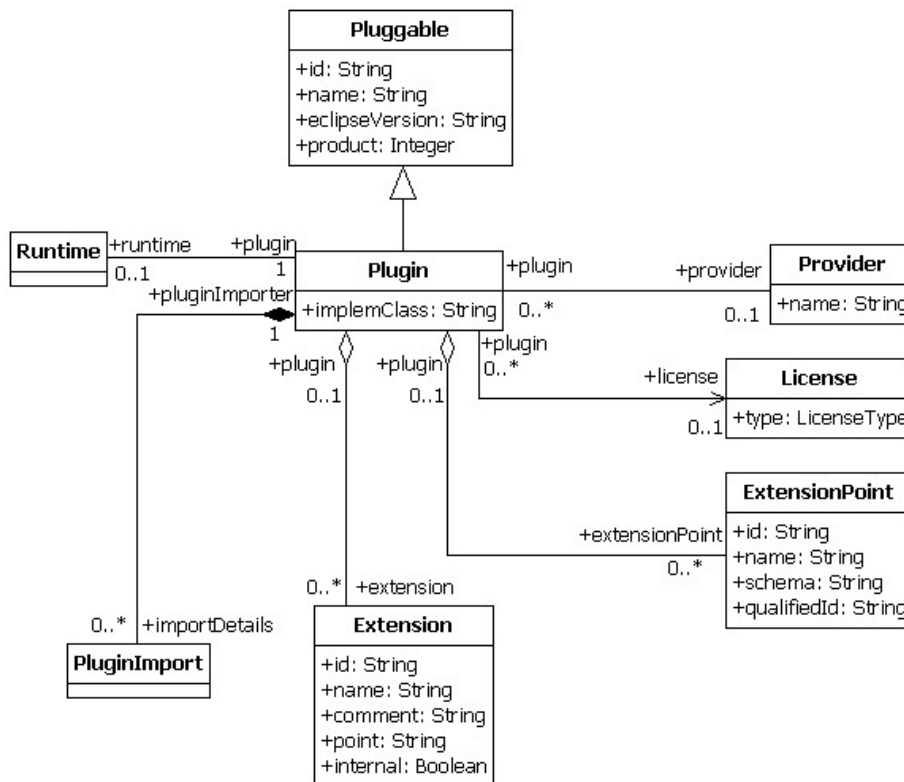 Pluggable
+id: String
+name: String
+eclipseVersion: String
+product: Integer
Runtime
+runtime
0..1
+plugin
1
Plugin
+implemClass: String
+plugin
0..*
+provider
0..1
Provider
+name: String
+pluginImporter
1
+plugin
0..1
+plugin
0..1
+plugin
0..*
+license
0..1
License
+type: LicenseType
ExtensionPoint
+id: String
+name: String
+schema: String
+qualifiedId: String
+extensionPoint
0..*
0..* +extension
0..* +importDetails
PluginImport
Extension
+id: String
+name: String
+comment: String
+point: String
+internal: Boolean